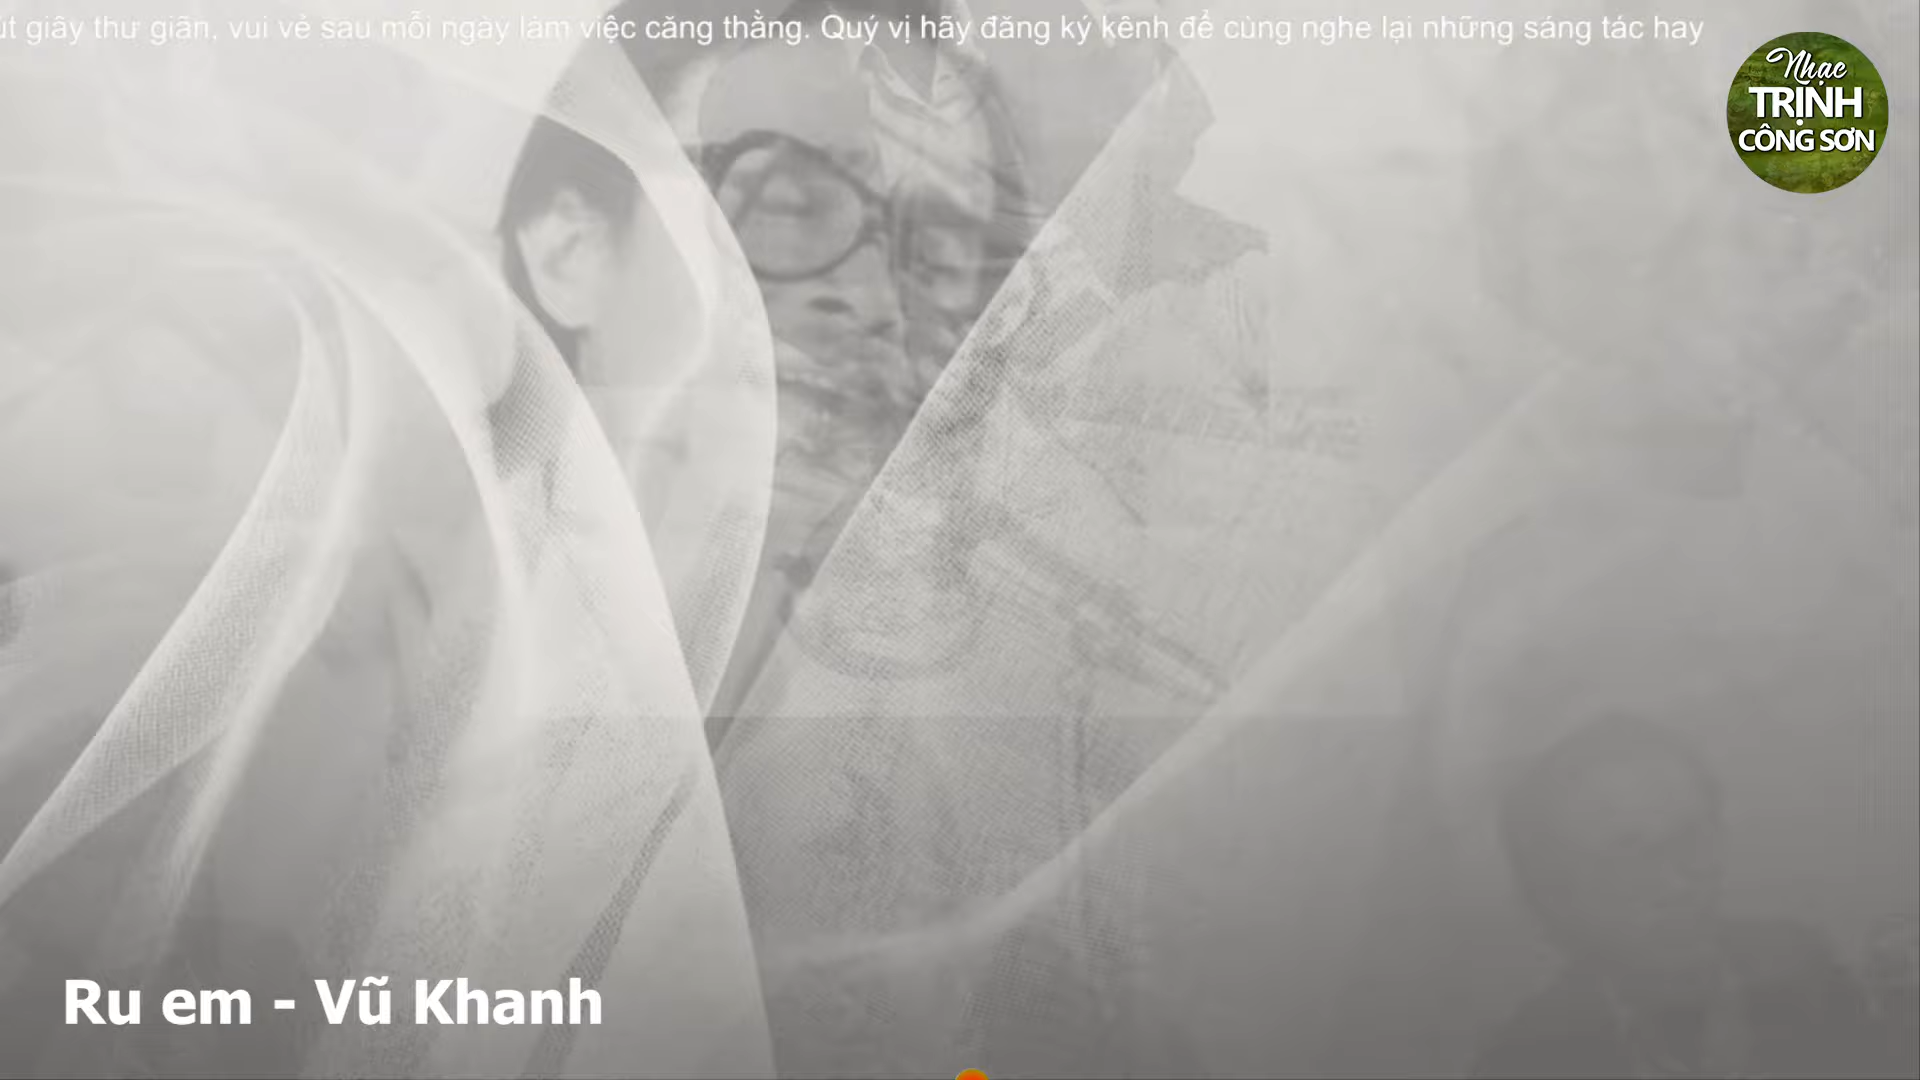 giây thư giãn, vui vẻ sau mỗi ngày làm việc căng thẳng. Quý vị hãy đăng ký kênh để cùng nghe lại những sáng tác hay
Nhạc
TRỊNH
CÔNG SƠN
Ru em - Vũ Khanh